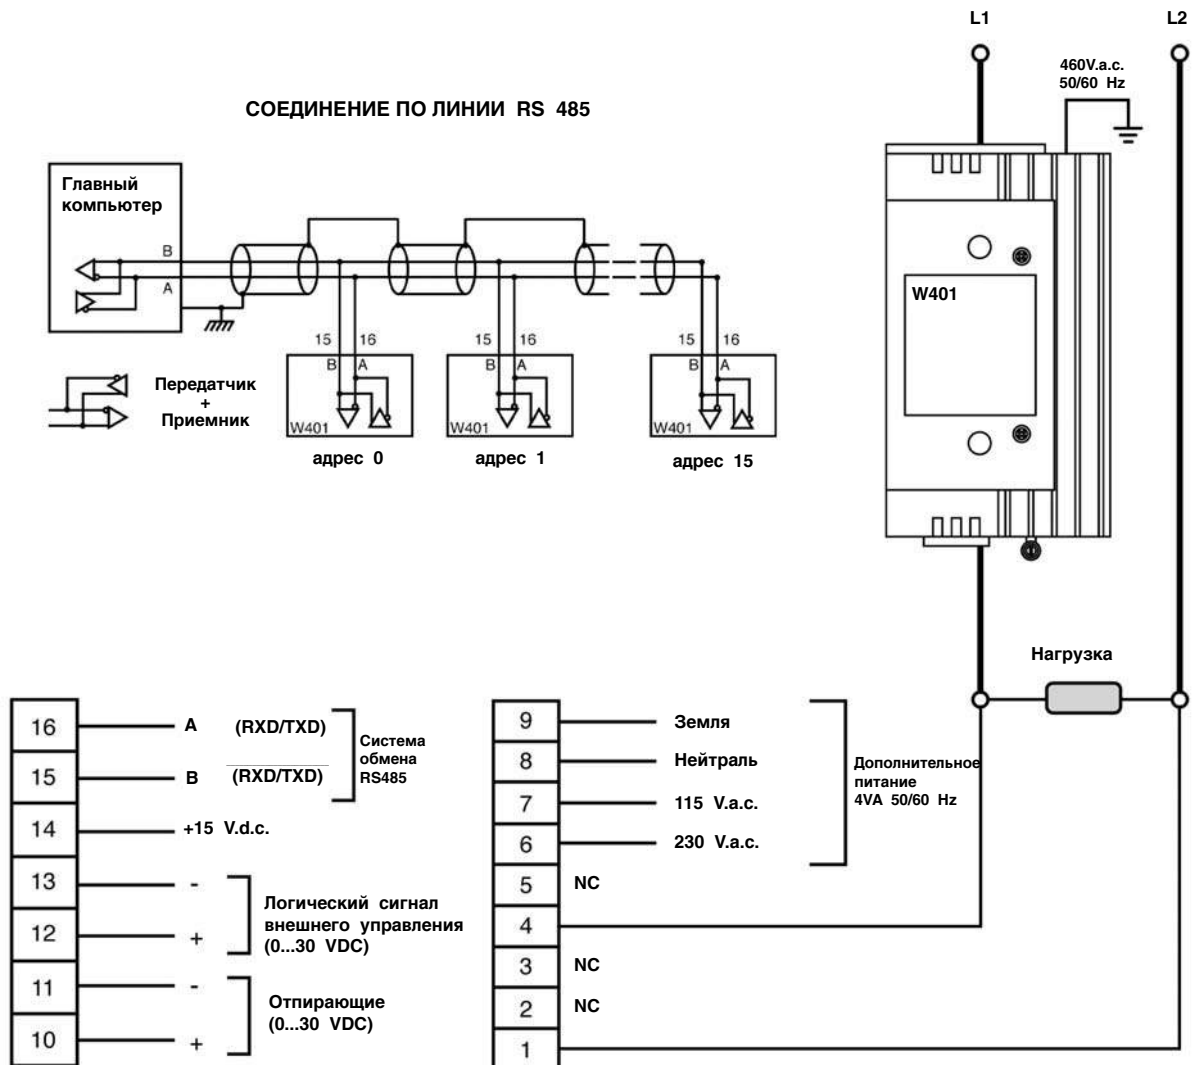 L1
L2
460V.a.c.
50/60 Hz
СОЕДИНЕНИЕ ПО ЛИНИИ RS 485
Главный
компьютер
B
A
15
16
15
16
15
16
B
A
B
A
B
A
W401
W401
W401
адрес 0
адрес 1
адрес 15
Передатчик
+
Приемник
W401
Нагрузка
16
A
(RXD/TXD)
15
B
(RXD/TXD)
Система
обмена
RS485
14
+15 V.d.c.
13
-
12
+
Логический сигнал
внешнего управления
(0...30 VDC)
11
-
10
+
Отпирающие
(0...30 VDC)
9
Земля
8
Нейтраль
7
115 V.a.c.
6
230 V.a.c.
Дополнительное
питание
4VA 50/60 Hz
5
NC
4
3
NC
2
NC
1